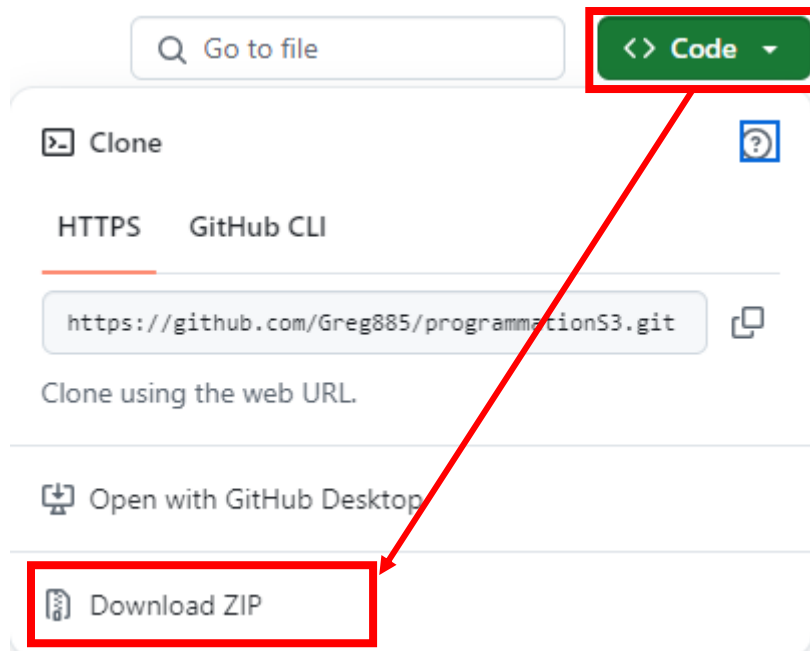 Go to file
<> Code
Clone
HTTPS GitHub CLI
https://github.com/Greg885/programmationS3.git
Clone using the web URL.
Open with GitHub Desktop
Download ZIP